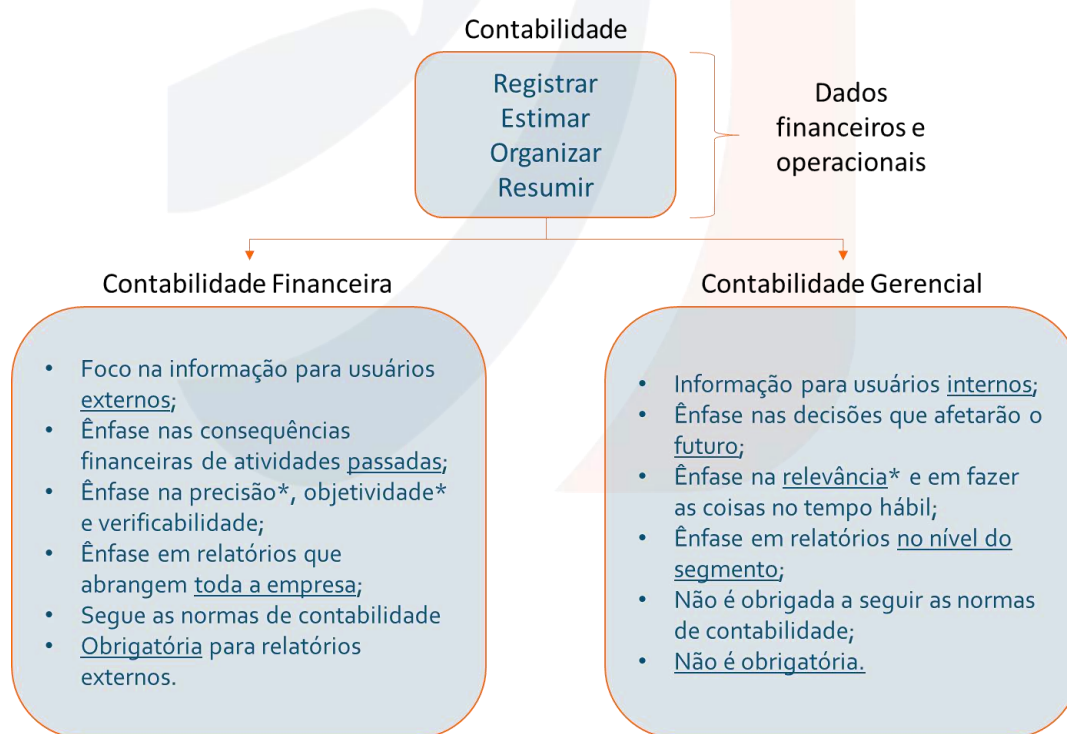 Contabilidade
Registrar
Estimar
Organizar
Resumir
Dados
financeiros e
operacionais
Contabilidade Financeira
• Foco na informação para usuários
externos;
• Ênfase nas consequências
financeiras de atividades passadas;
• Ênfase na precisão*, objetividade*
e verificabilidade;
• Ênfase em relatórios que
abrangem toda a empresa;
• Segue as normas de contabilidade
• Obrigatória para relatórios
externos.
Contabilidade Gerencial
• Informação para usuários internos;
• Ênfase nas decisões que afetarão o
futuro;
• Ênfase na relevância* e em fazer
as coisas no tempo hábil;
• Ênfase em relatórios no nível do
segmento;
• Não é obrigada a seguir as normas
de contabilidade;
• Não é obrigatória.